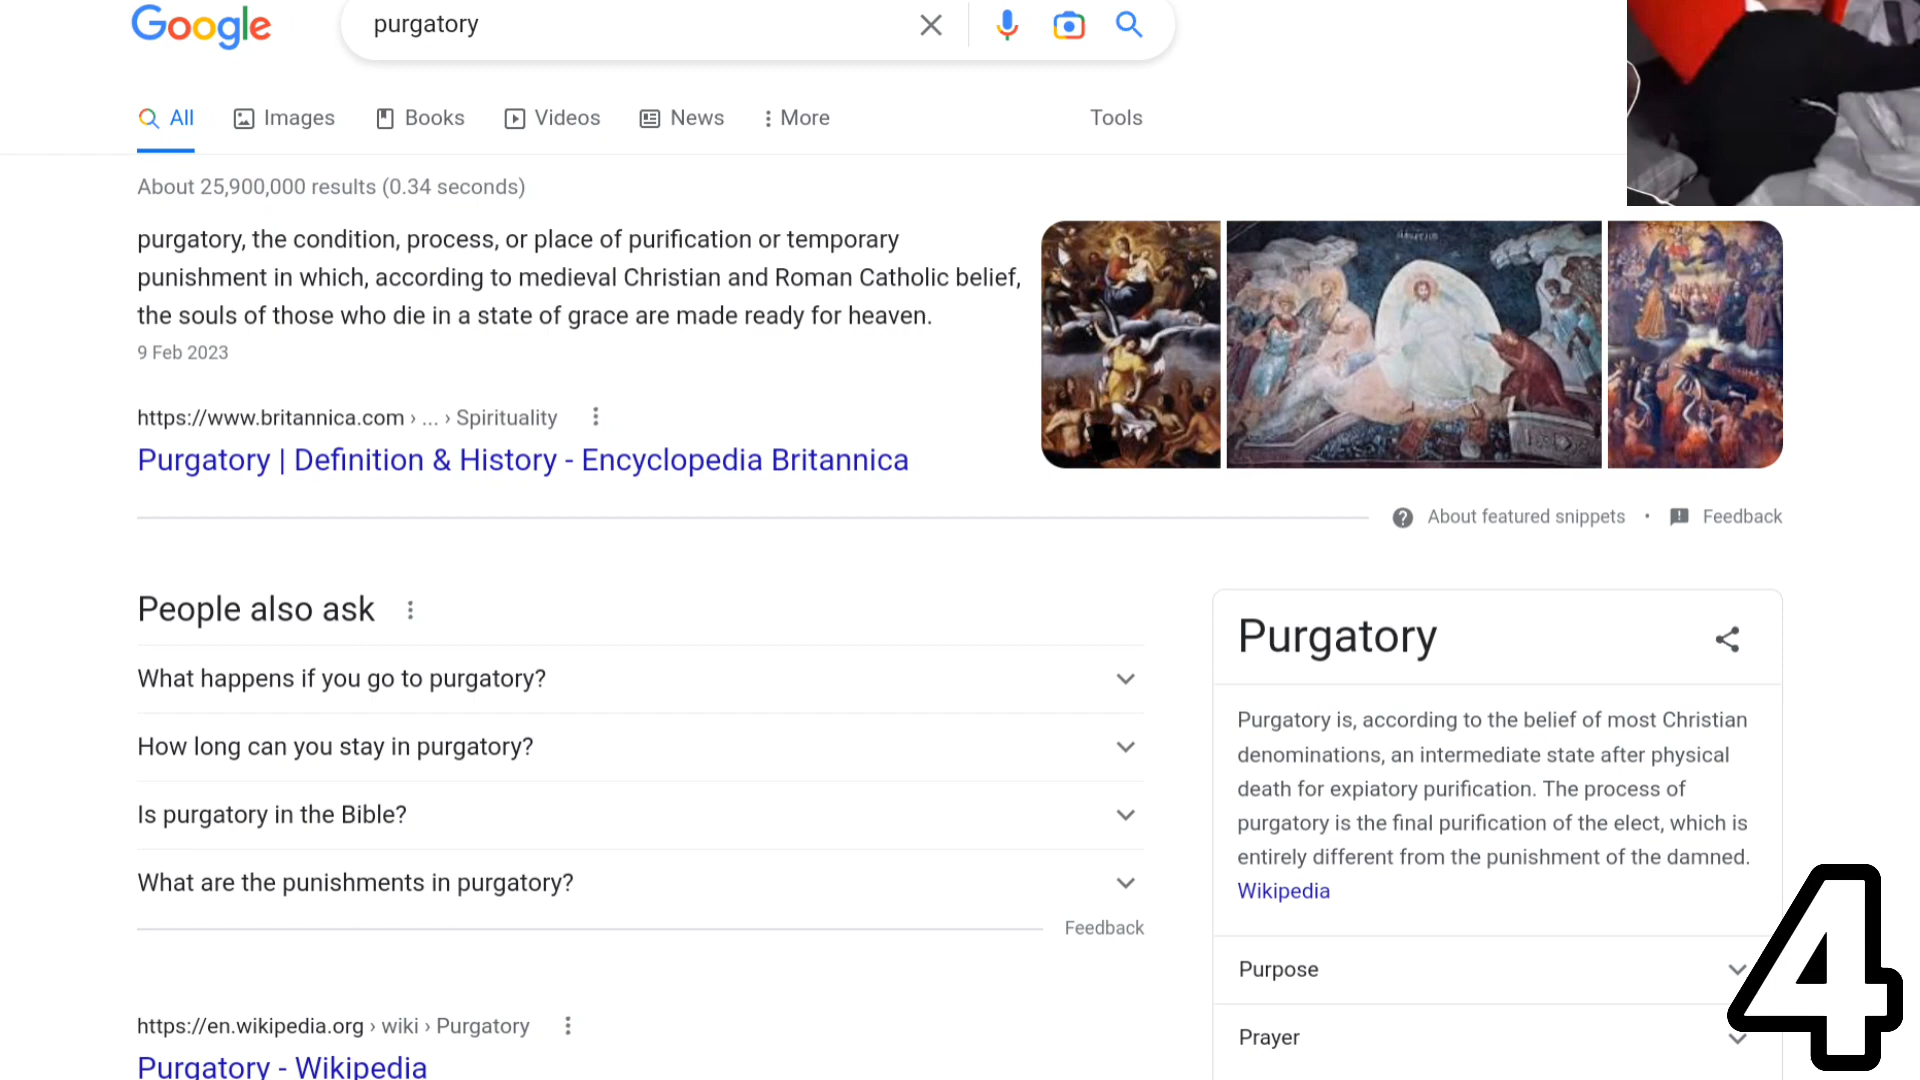 Google
purgatory
All
Images
Books
Videos
News
More
Tools
About 25,900,000 results (0.34 seconds)
purgatory, the condition, process, or place of purification or temporary
punishment in which, according to medieval Christian and Roman Catholic belief,
the souls of those who die in a state of grace are made ready for heaven.
9 Feb 2023
https://www.britannica.com › ... › Spirituality
Purgatory | Definition & History - Encyclopedia Britannica
About featured snippets • Feedback
People also ask
What happens if you go to purgatory?
How long can you stay in purgatory?
Is purgatory in the Bible?
What are the punishments in purgatory?
Feedback
https://en.wikipedia.org › wiki › Purgatory
Purgatory - Wikipedia
Purgatory
Purgatory is, according to the belief of most Christian
denominations, an intermediate state after physical
death for expiatory purification. The process of
purgatory is the final purification of the elect, which is
entirely different from the punishment of the damned.
Wikipedia
Purpose
Prayer
4